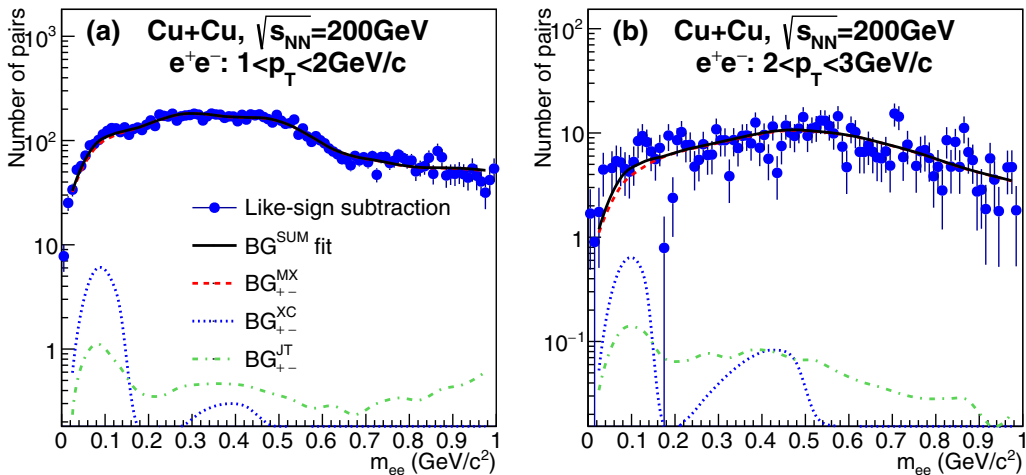 (a) Cu+Cu, √s_NN=200GeV
e⁺e⁻: 1<p_T<2GeV/c
Number of pairs
10³
10²
10
1
Like-sign subtraction
BG^SUM fit
BG^MX_+−
BG^XC_+−
BG^JT_+−
0 0.1 0.2 0.3 0.4 0.5 0.6 0.7 0.8 0.9 1
m_ee (GeV/c²)
(b) Cu+Cu, √s_NN=200GeV
e⁺e⁻: 2<p_T<3GeV/c
Number of pairs
10²
10
1
10⁻¹
0 0.1 0.2 0.3 0.4 0.5 0.6 0.7 0.8 0.9 1
m_ee (GeV/c²)